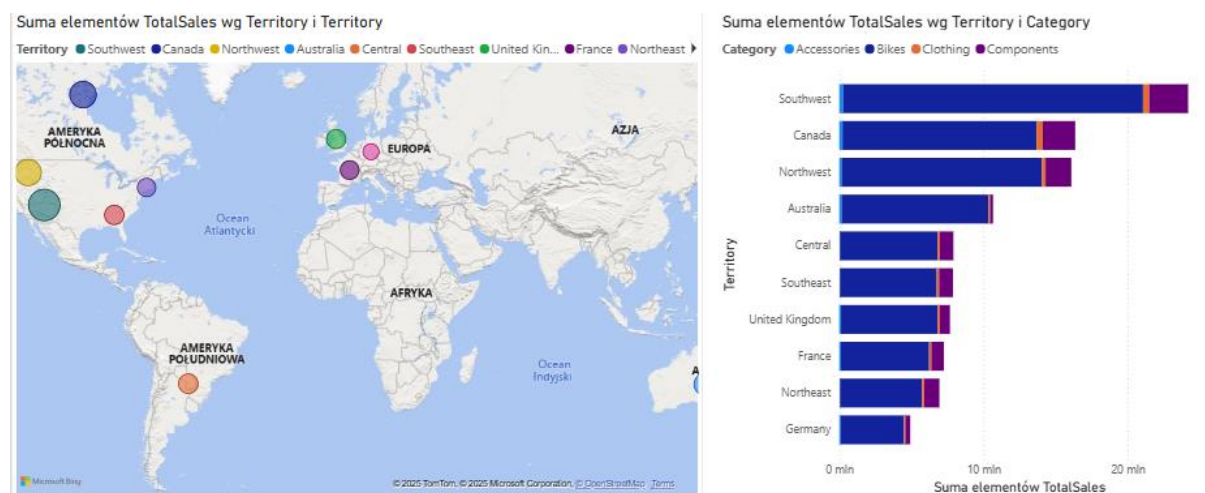 Suma elementów TotalSales wg Territory i Territory
Territory Southwest Canada Northwest Australia Central Southeast United Kin... France Northeast
AMERYKA
PÓŁNOCNA
EUROPA
AZJA
Ocean
Atlantycki
AFRYKA
AMERYKA
POŁUDNIOWA
Ocean
Indyjski
A
Microsoft Bing
© 2025 TomTom, © 2025 Microsoft Corporation, © OpenStreetMap Terms
Suma elementów TotalSales wg Territory i Category
Category Accessories Bikes Clothing Components
Territory
Southwest
Canada
Northwest
Australia
Central
Southeast
United Kingdom
France
Northeast
Germany
0 mln 10 mln 20 mln
Suma elementów TotalSales